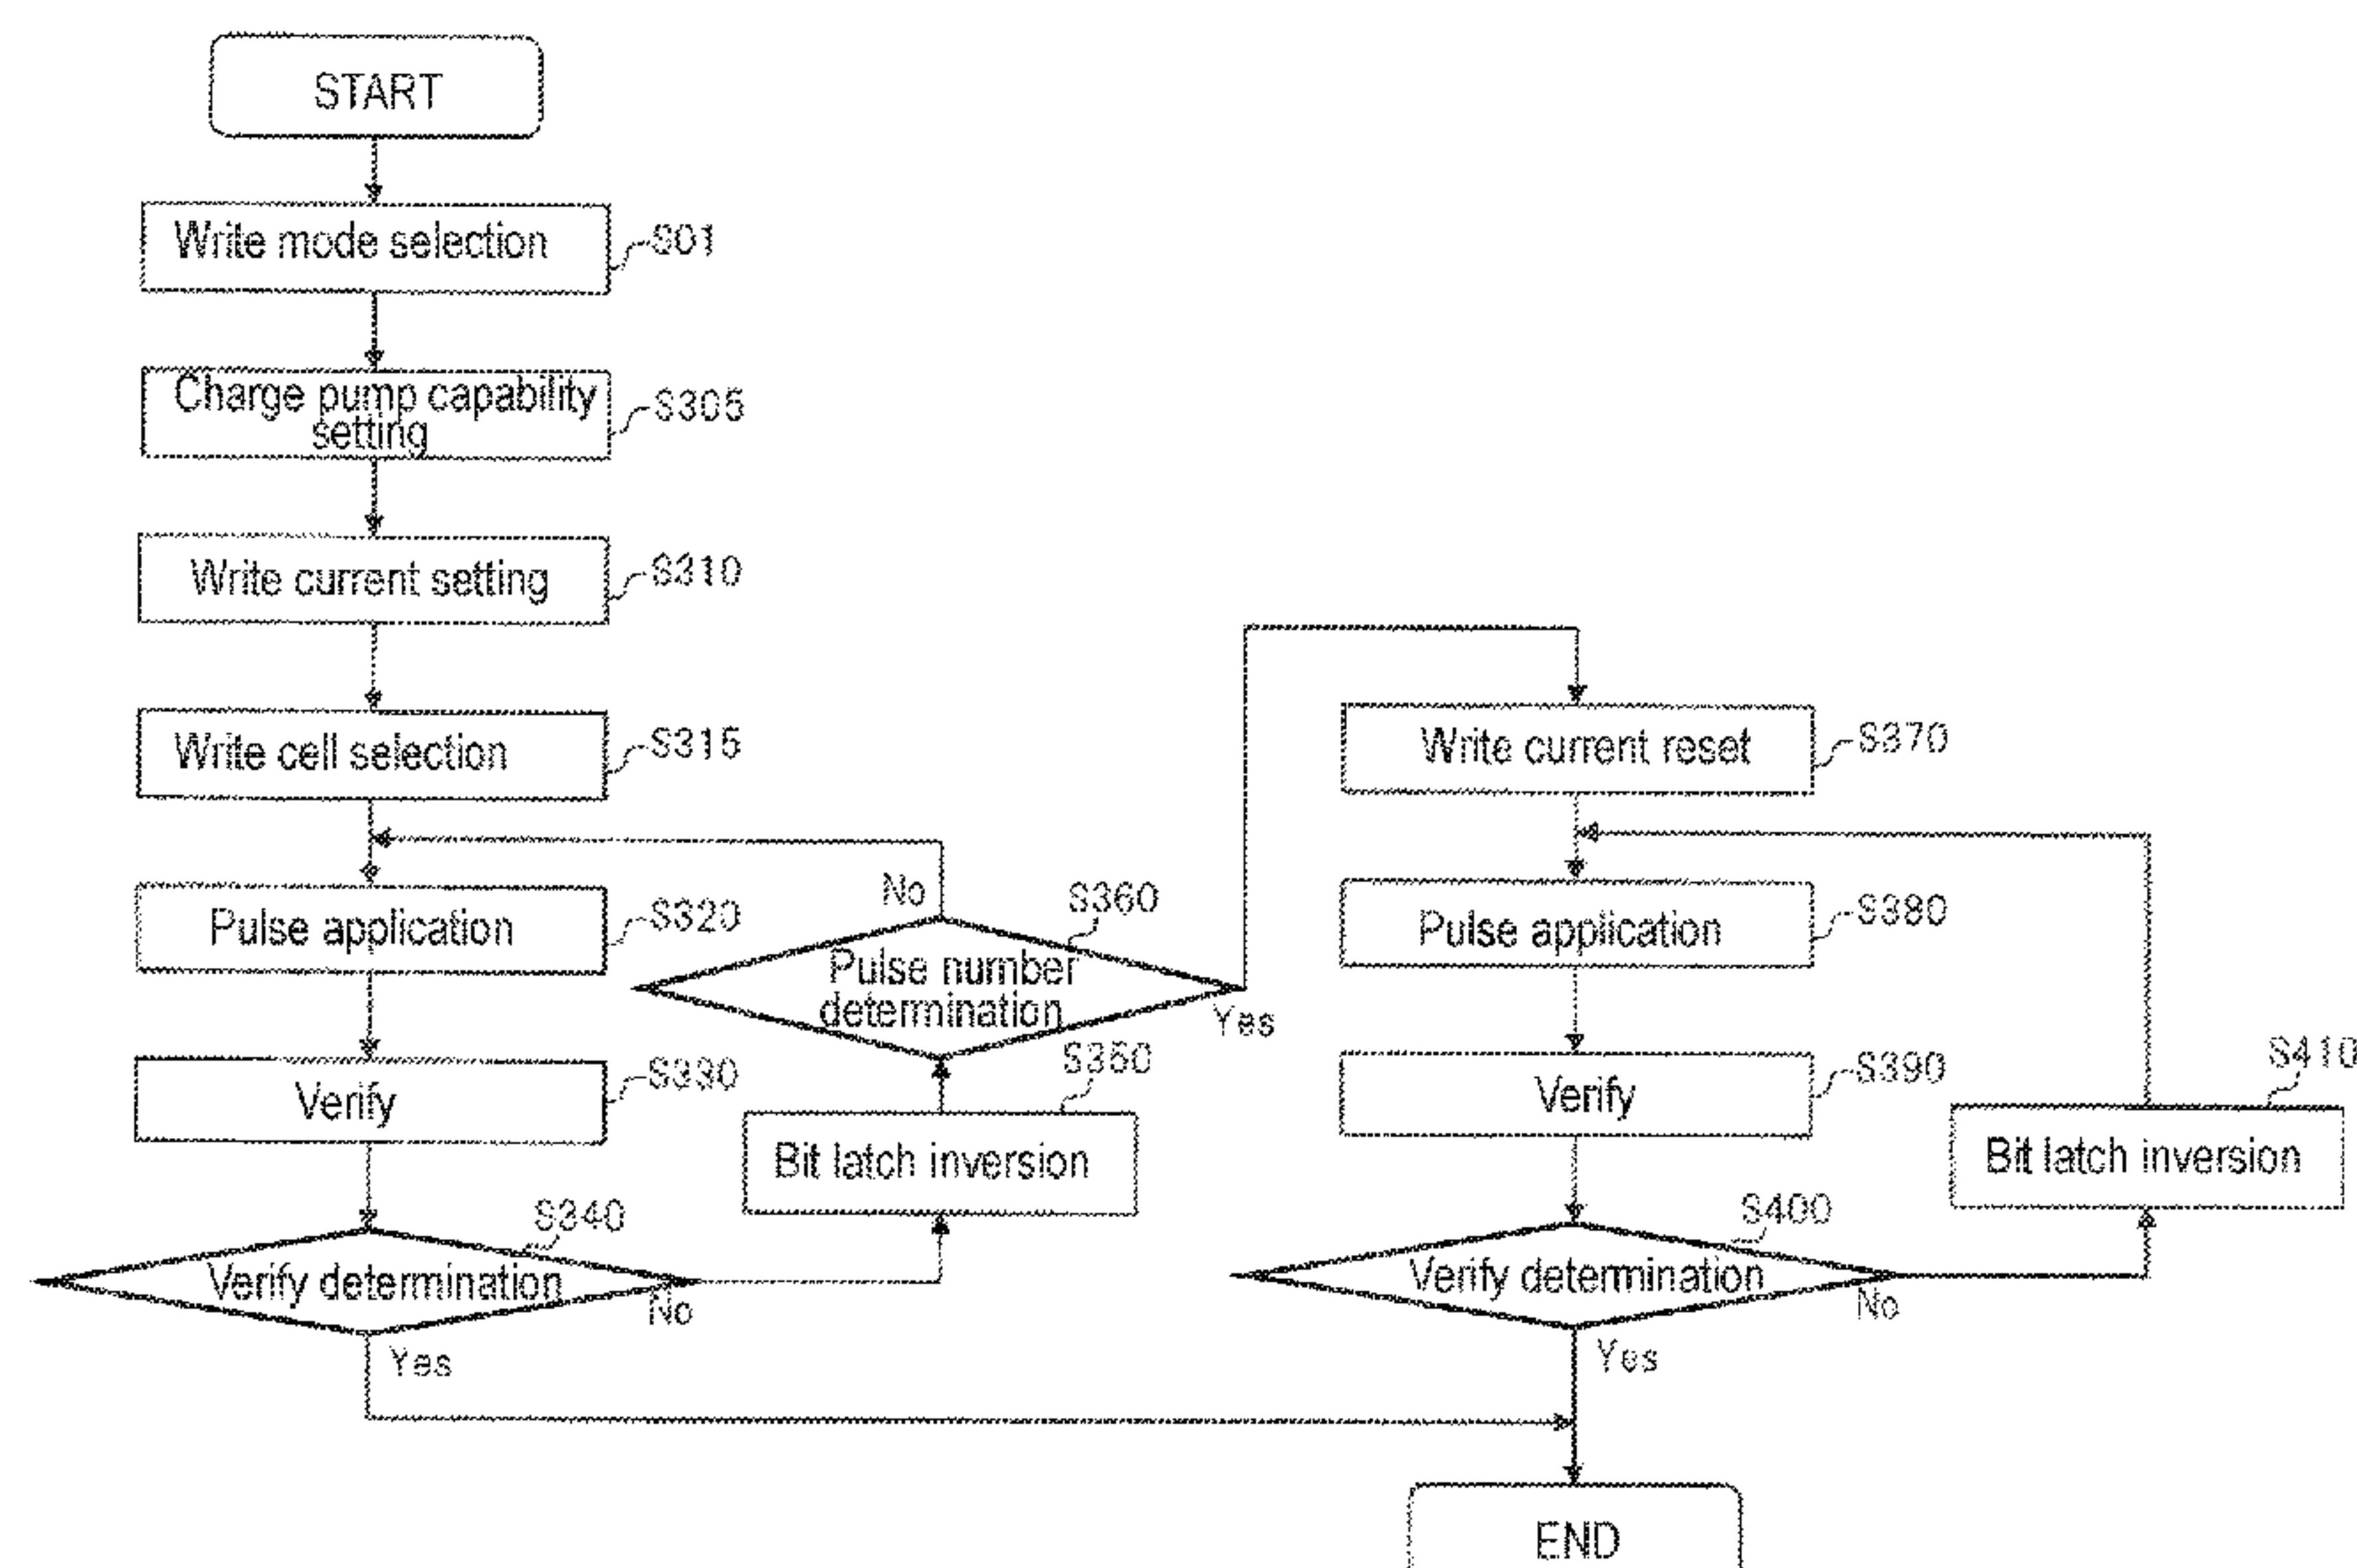 START
Write mode selection
S01
Charge pump capability
setting
S305
Write current setting
S310
Write cell selection
S315
Pulse application
S320
Verify
S330
Verify determination
S340
No
Yes
Bit latch inversion
S350
Pulse number
determination
S360
No
Yes
Write current reset
S370
Pulse application
S380
Verify
S390
Verify determination
S400
No
Yes
Bit latch inversion
S410
END